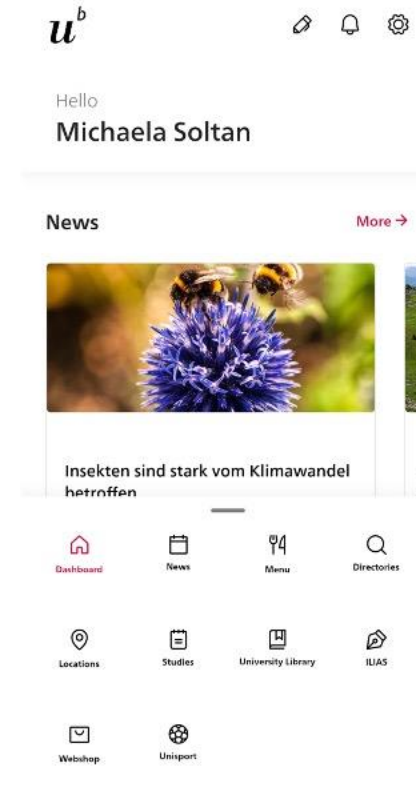 u^b
Hello
Michaela Soltan
News
More →
Insekten sind stark vom Klimawandel
betroffen
Dashboard
News
Menu
Directories
Locations
Studies
University Library
ILIAS
Webshop
Unisport